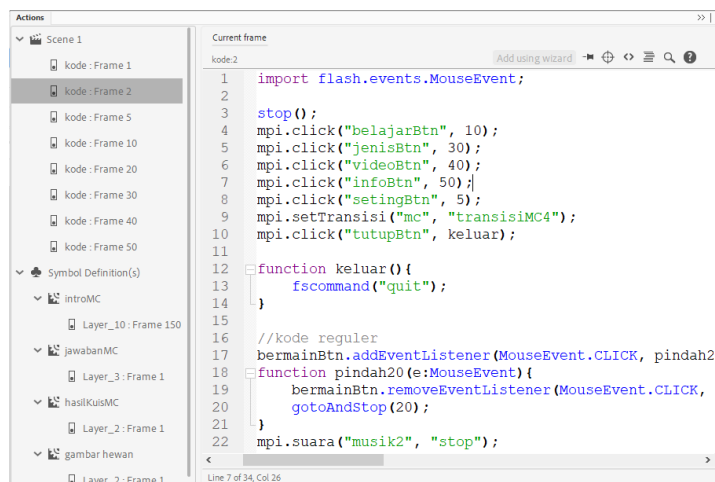 Actions
Scene 1
kode : Frame 1
kode : Frame 2
kode : Frame 5
kode : Frame 10
kode : Frame 20
kode : Frame 30
kode : Frame 40
kode : Frame 50
Symbol Definition(s)
introMC
Layer_10 : Frame 150
jawabanMC
Layer_3 : Frame 1
hasilKuisMC
Layer_2 : Frame 1
gambar hewan
Layer_2 : Frame 1
Current frame
kode:2
Add using wizard
1 import flash.events.MouseEvent;
2
3 stop();
4 mpi.click("belajarBtn", 10);
5 mpi.click("jenisBtn", 30);
6 mpi.click("videoBtn", 40);
7 mpi.click("infoBtn", 50);
8 mpi.click("setingBtn", 5);
9 mpi.setTransisi("mc", "transisiMC4");
10 mpi.click("tutupBtn", keluar);
11
12 function keluar(){
13 fscommand("quit");
14 }
15
16 //kode reguler
17 bermainBtn.addEventListener(MouseEvent.CLICK, pindah2
18 function pindah20(e:MouseEvent){
19 bermainBtn.removeEventListener(MouseEvent.CLICK,
20 gotoAndStop(20);
21 }
22 mpi.suara("musik2", "stop");
Line 7 of 34, Col 26